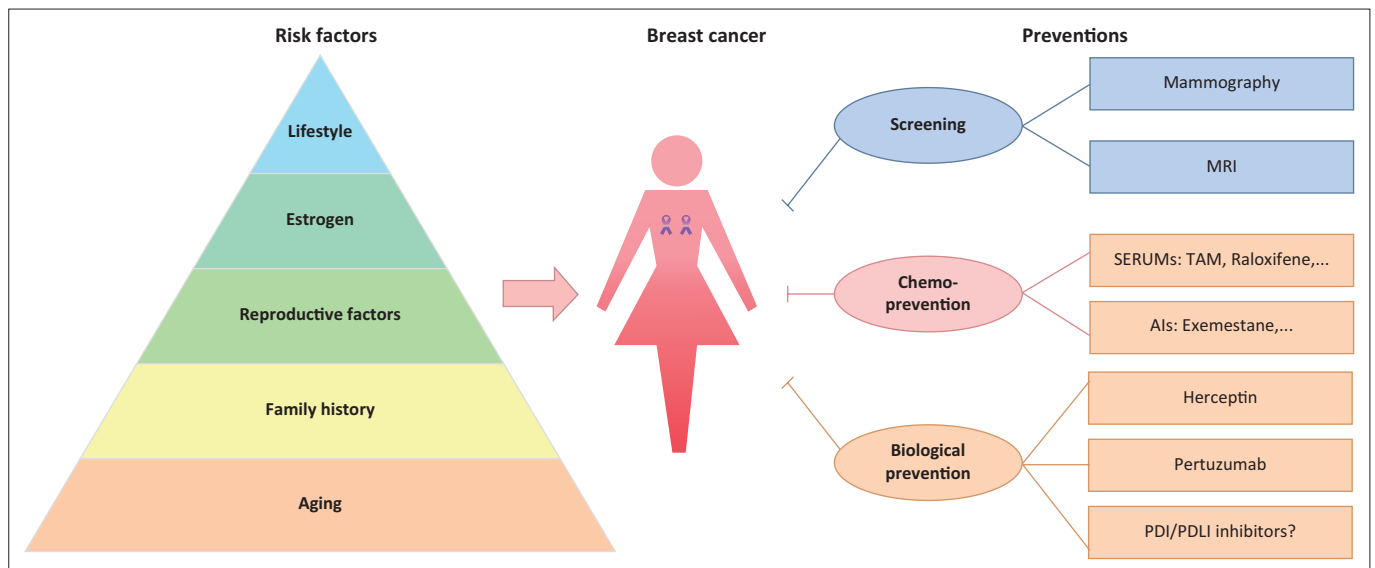 Risk factors
Breast cancer
Preventions
Lifestyle
Estrogen
Reproductive factors
Family history
Aging
Screening
Mammography
MRI
Chemo-
prevention
SERUMs: TAM, Raloxifene,...
AIs: Exemestane,...
Biological
prevention
Herceptin
Pertuzumab
PDI/PDLI inhibitors?